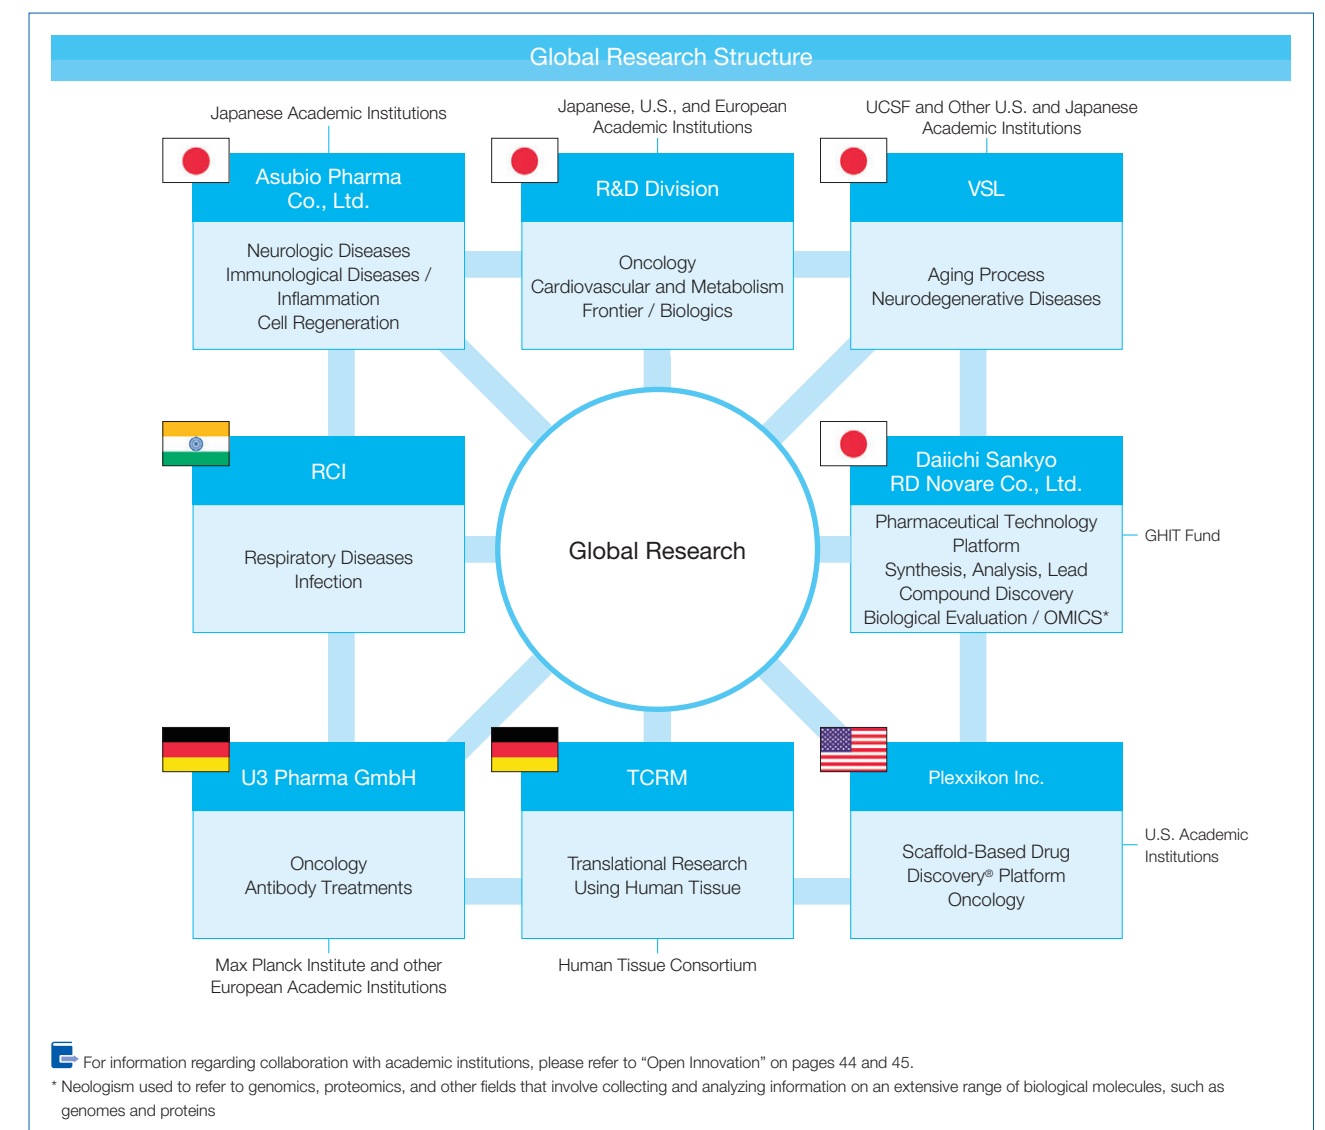 Global Research Structure
Japanese Academic Institutions
Japanese, U.S., and European
Academic Institutions
UCSF and Other U.S. and Japanese
Academic Institutions
Asubio Pharma
Co., Ltd.
Neurologic Diseases
Immunological Diseases /
Inflammation
Cell Regeneration
R&D Division
Oncology
Cardiovascular and Metabolism
Frontier / Biologics
VSL
Aging Process
Neurodegenerative Diseases
RCI
Respiratory Diseases
Infection
Global Research
Daiichi Sankyo
RD Novare Co., Ltd.
Pharmaceutical Technology
Platform
Synthesis, Analysis, Lead
Compound Discovery
Biological Evaluation / OMICS*
GHIT Fund
U3 Pharma GmbH
Oncology
Antibody Treatments
Max Planck Institute and other
European Academic Institutions
TCRM
Translational Research
Using Human Tissue
Human Tissue Consortium
Plexxikon Inc.
Scaffold-Based Drug
Discovery® Platform
Oncology
U.S. Academic
Institutions
For information regarding collaboration with academic institutions, please refer to “Open Innovation” on pages 44 and 45.
* Neologism used to refer to genomics, proteomics, and other fields that involve collecting and analyzing information on an extensive range of biological molecules, such as
genomes and proteins